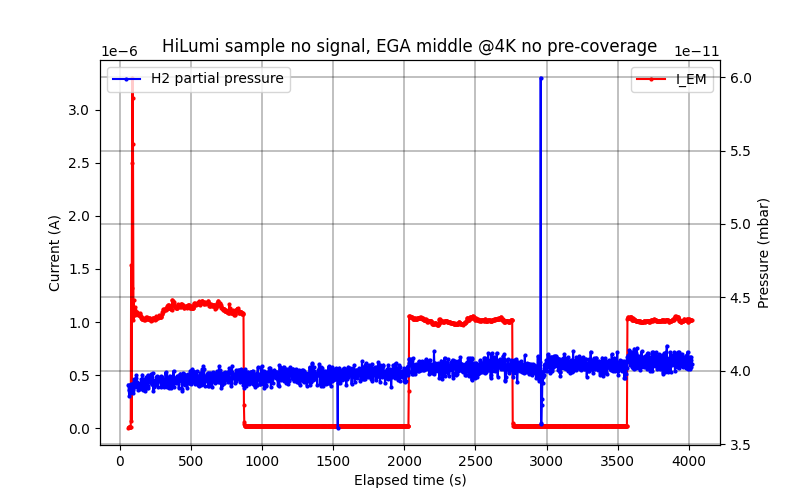 HiLumi sample no signal, EGA middle @4K no pre-coverage
1e−6
1e−11
H2 partial pressure
I_EM
3.0
2.5
2.0
1.5
1.0
0.5
0.0
Current (A)
6.0
5.5
5.0
4.5
4.0
3.5
Pressure (mbar)
0
500
1000
1500
2000
2500
3000
3500
4000
Elapsed time (s)